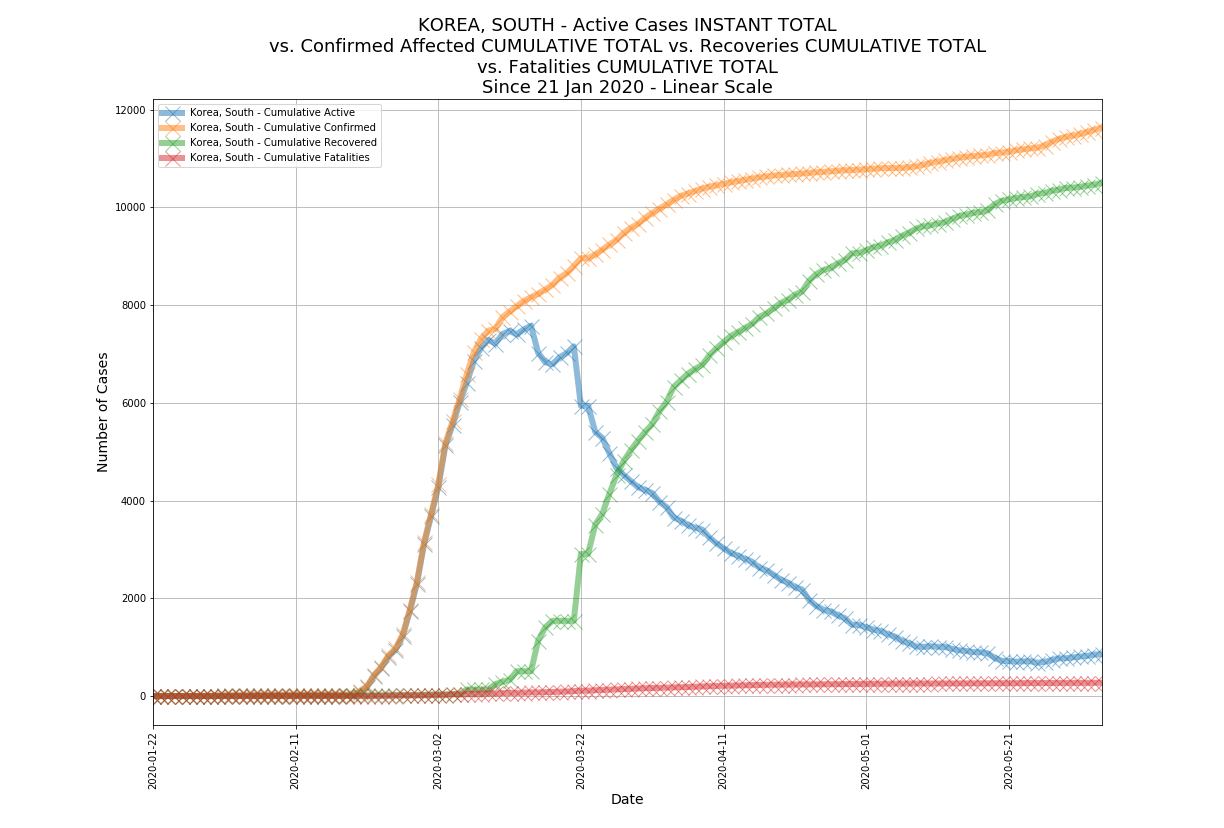 KOREA, SOUTH - Active Cases INSTANT TOTAL
vs. Confirmed Affected CUMULATIVE TOTAL vs. Recoveries CUMULATIVE TOTAL
vs. Fatalities CUMULATIVE TOTAL
Since 21 Jan 2020 - Linear Scale
Korea, South - Cumulative Active
Korea, South - Cumulative Confirmed
Korea, South - Cumulative Recovered
Korea, South - Cumulative Fatalities
Number of Cases
12000
10000
8000
6000
4000
2000
0
2020-01-22
2020-02-11
2020-03-02
2020-03-22
2020-04-11
2020-05-01
2020-05-21
Date